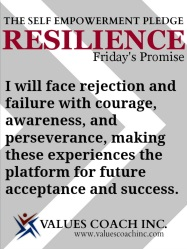 THE SELF EMPOWERMENT PLEDGE
RESILIENCE
Friday's Promise
I will face rejection and
failure with courage,
awareness, and
perseverance, making
these experiences the
platform for future
acceptance and success.
VALUES COACH INC.
www.valuescoachinc.com